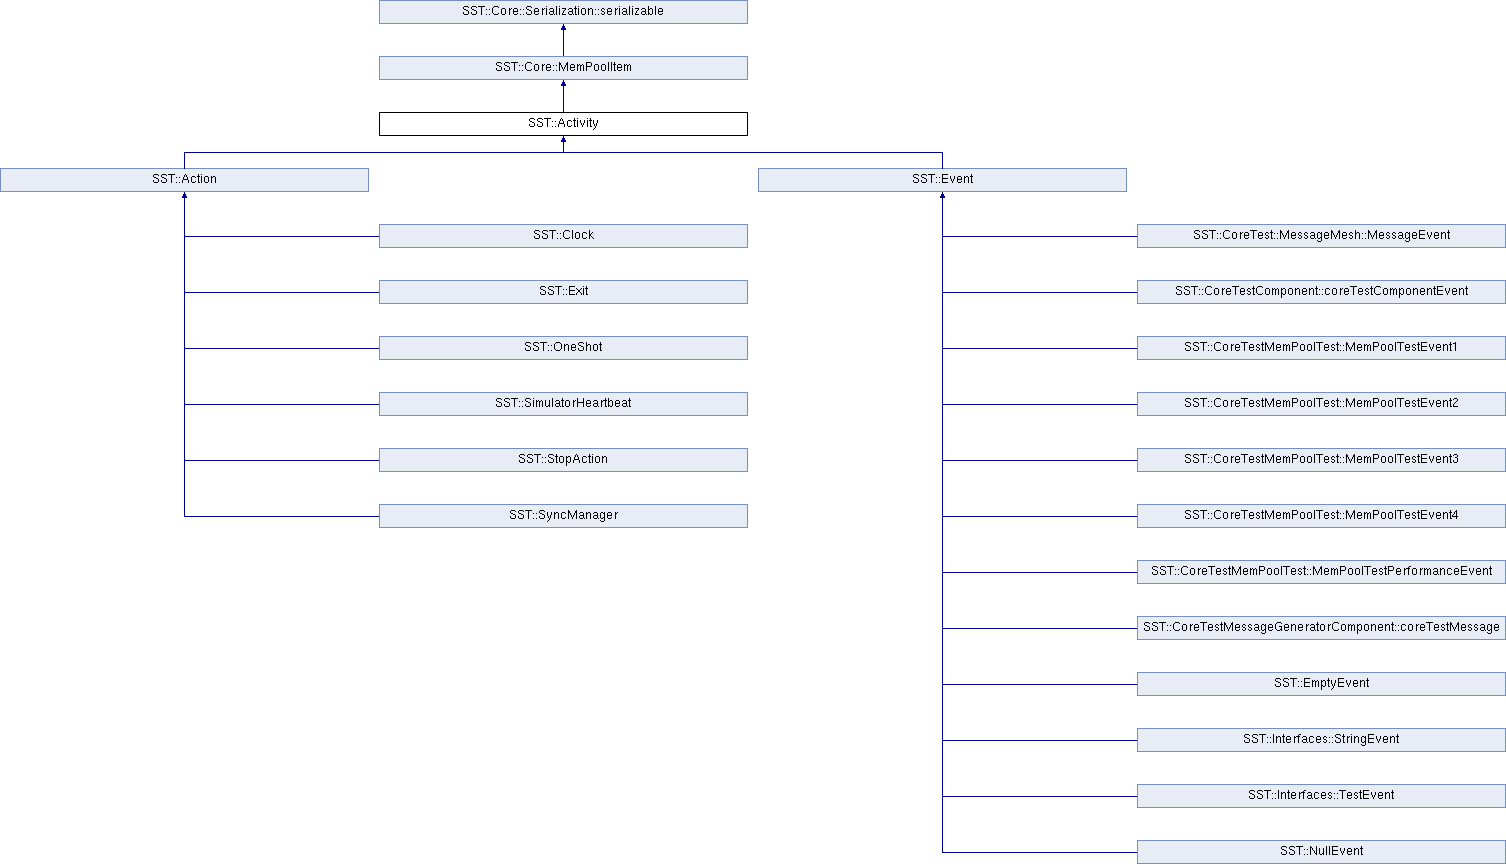 SST::Core::Serialization::serializable
SST::Core::MemPoolItem
SST::Activity
SST::Action
SST::Event
SST::Clock
SST::CoreTest::MessageMesh::MessageEvent
SST::Exit
SST::CoreTestComponent::coreTestComponentEvent
SST::OneShot
SST::CoreTestMemPoolTest::MemPoolTestEvent1
SST::SimulatorHeartbeat
SST::CoreTestMemPoolTest::MemPoolTestEvent2
SST::StopAction
SST::CoreTestMemPoolTest::MemPoolTestEvent3
SST::SyncManager
SST::CoreTestMemPoolTest::MemPoolTestEvent4
SST::CoreTestMemPoolTest::MemPoolTestPerformanceEvent
SST::CoreTestMessageGeneratorComponent::coreTestMessage
SST::EmptyEvent
SST::Interfaces::StringEvent
SST::Interfaces::TestEvent
SST::NullEvent